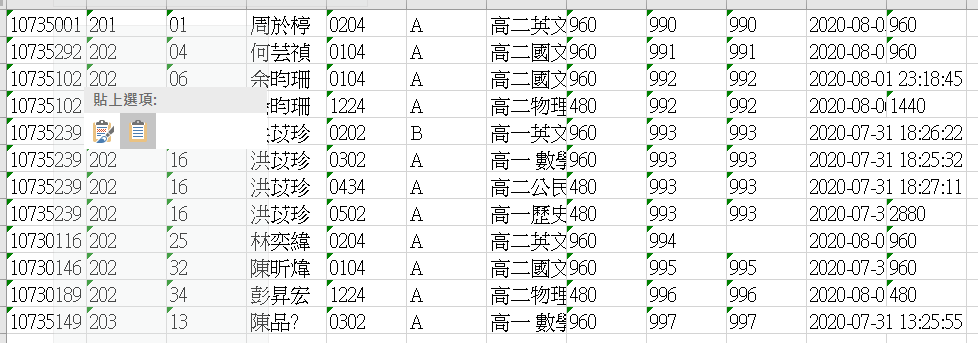 10735001 201 01 周於楟 0204 A 高二英文 960 990 990 2020-08-0 960
10735292 202 04 何芸禎 0104 A 高二國文 960 991 991 2020-08-0 960
10735102 202 06 余昀珊 0104 A 高二國文 960 992 992 2020-08-01 23:18:45
10735102 昀珊 1224 A 高二物理 480 992 992 2020-08-0 1440
貼上選項:
10735239 苡珍 0202 B 高一英文 960 993 993 2020-07-31 18:26:22
10735239 202 16 洪苡珍 0302 A 高一 數學 960 993 993 2020-07-31 18:25:32
10735239 202 16 洪苡珍 0434 A 高二公民 480 993 993 2020-07-31 18:27:11
10735239 202 16 洪苡珍 0502 A 高一歷史 480 993 993 2020-07-3 2880
10730116 202 25 林奕緯 0204 A 高二英文 960 994 2020-08-0 960
10730146 202 32 陳昕煒 0104 A 高二國文 960 995 995 2020-07-3 960
10730189 202 34 彭昇宏 1224 A 高二物理 480 996 996 2020-08-0 480
10735149 203 13 陳品? 0302 A 高一 數學 960 997 997 2020-07-31 13:25:55